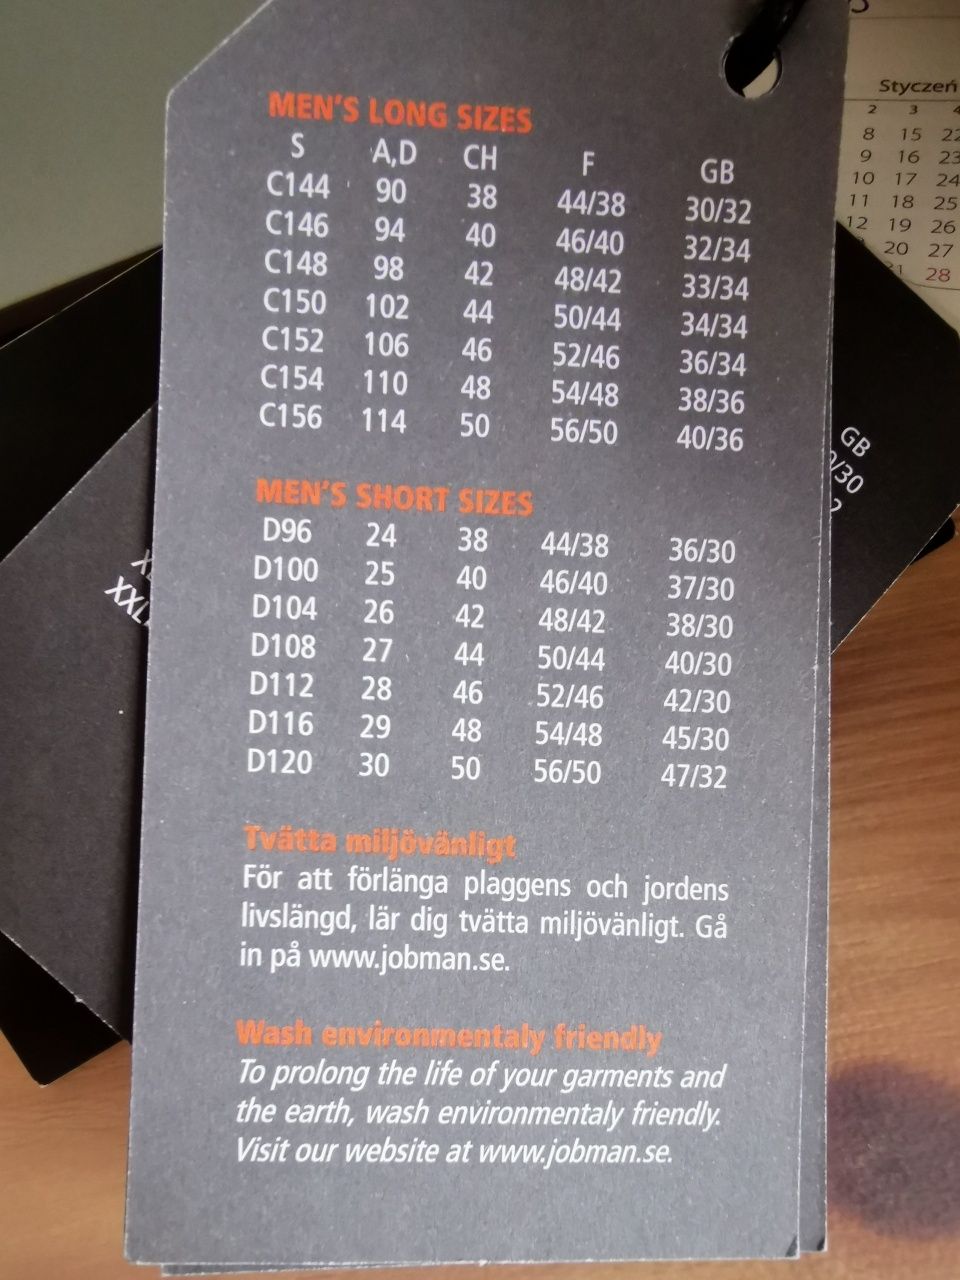 MEN'S LONG SIZES
S A,D CH F GB
C144 90 38 44/38 30/32
C146 94 40 46/40 32/34
C148 98 42 48/42 33/34
C150 102 44 50/44 34/34
C152 106 46 52/46 36/34
C154 110 48 54/48 38/36
C156 114 50 56/50 40/36
MEN'S SHORT SIZES
D96 24 38 44/38 36/30
D100 25 40 46/40 37/30
D104 26 42 48/42 38/30
D108 27 44 50/44 40/30
D112 28 46 52/46 42/30
D116 29 48 54/48 45/30
D120 30 50 56/50 47/32
Tvätta miljövänligt
För att förlänga plaggens och jordens
livslängd, lär dig tvätta miljövänligt. Gå
in på www.jobman.se.
Wash environmentaly friendly
To prolong the life of your garments and
the earth, wash environmentaly friendly.
Visit our website at www.jobman.se.
Styczeń
2 3 4
8 15 22
9 16 23
10 17 24
11 18 25
12 19 26
20 27
28
GB